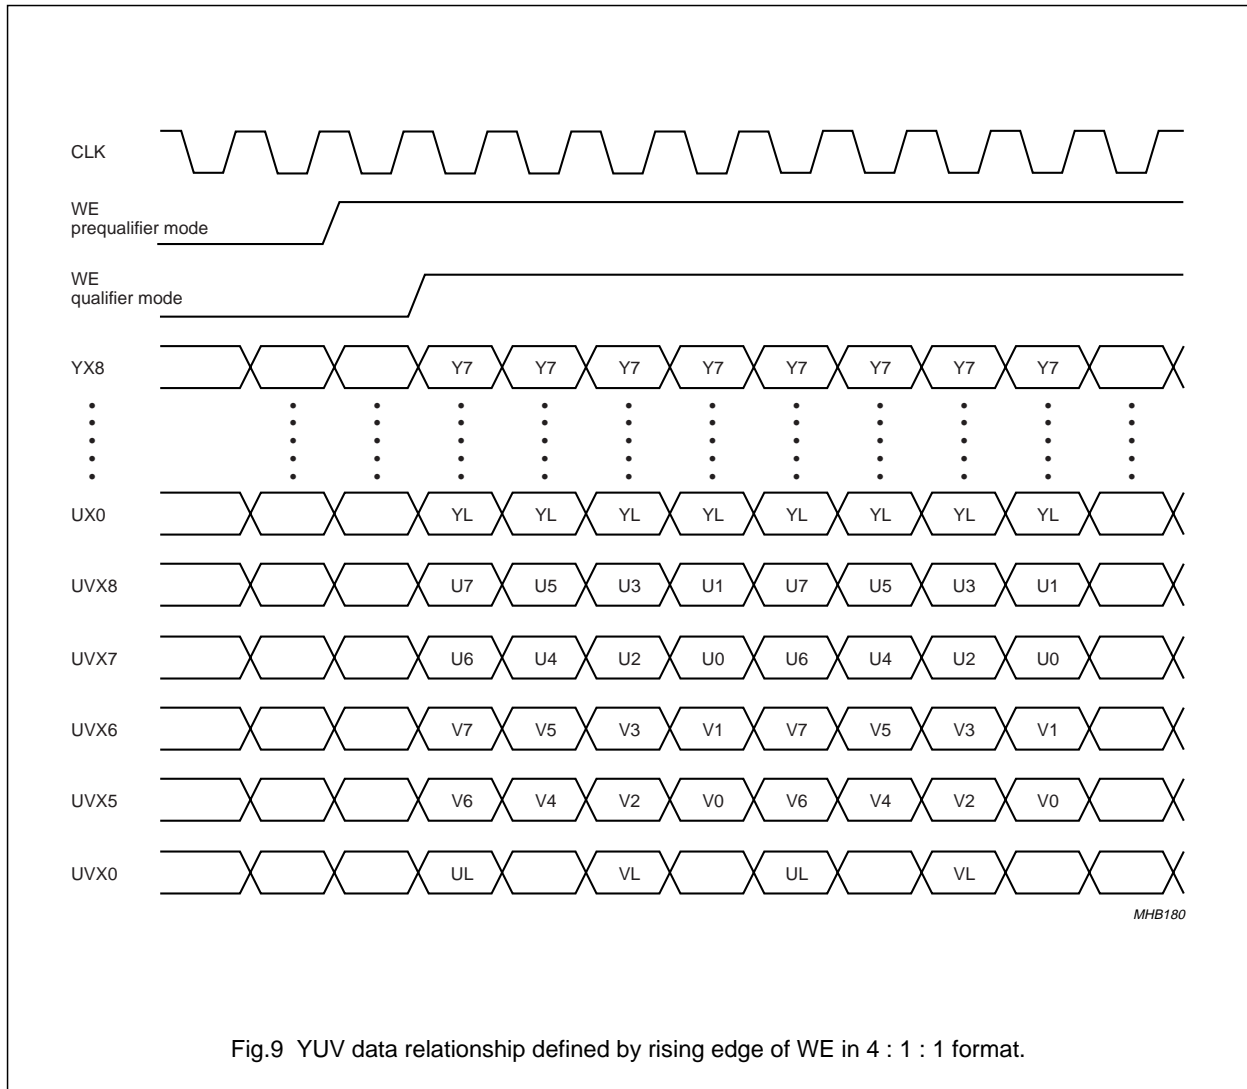 CLK
WE
prequalifier mode
WE
qualifier mode
YX8 Y7 Y7 Y7 Y7 Y7 Y7 Y7 Y7
UX0 YL YL YL YL YL YL YL YL
UVX8 U7 U5 U3 U1 U7 U5 U3 U1
UVX7 U6 U4 U2 U0 U6 U4 U2 U0
UVX6 V7 V5 V3 V1 V7 V5 V3 V1
UVX5 V6 V4 V2 V0 V6 V4 V2 V0
UVX0 UL VL UL VL
MHB180
Fig.9 YUV data relationship defined by rising edge of WE in 4 : 1 : 1 format.